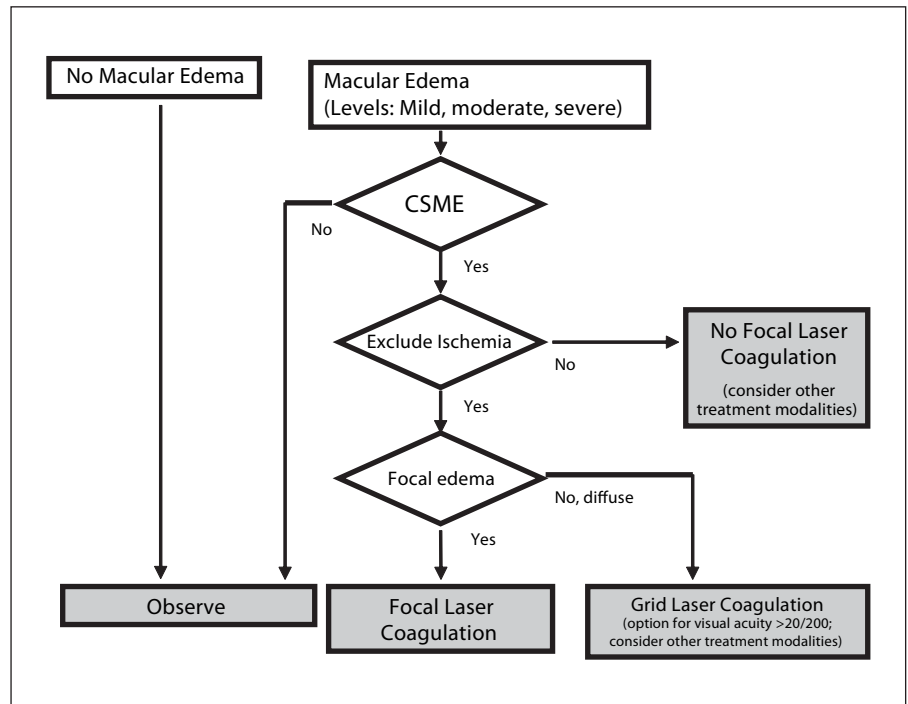 No Macular Edema
Macular Edema
(Levels: Mild, moderate, severe)
CSME
No
Yes
Exclude Ischemia
No
No Focal Laser
Coagulation
(consider other
treatment modalities)
Yes
Focal edema
No, diffuse
Yes
Observe
Focal Laser
Coagulation
Grid Laser Coagulation
(option for visual acuity >20/200;
consider other treatment modalities)